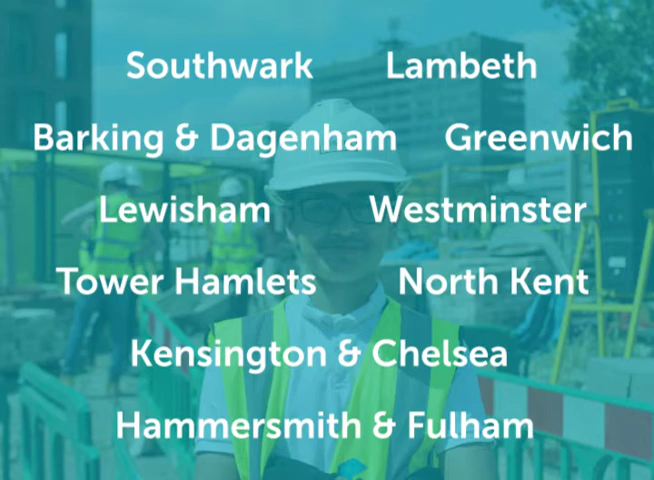 Southwark Lambeth
Barking & Dagenham Greenwich
Lewisham Westminster
Tower Hamlets North Kent
Kensington & Chelsea
Hammersmith & Fulham